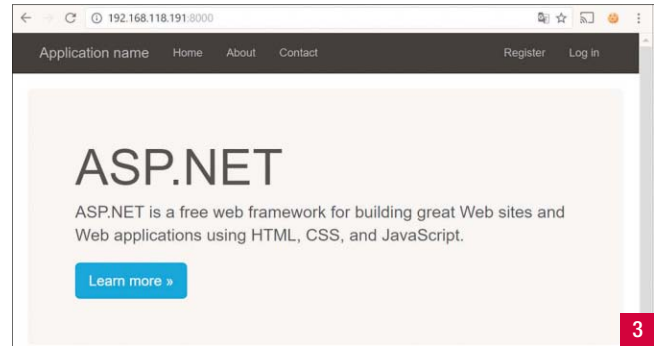 192.168.118.191:8000
Application name Home About Contact Register Log in
ASP.NET
ASP.NET is a free web framework for building great Web sites and
Web applications using HTML, CSS, and JavaScript.
Learn more »
3